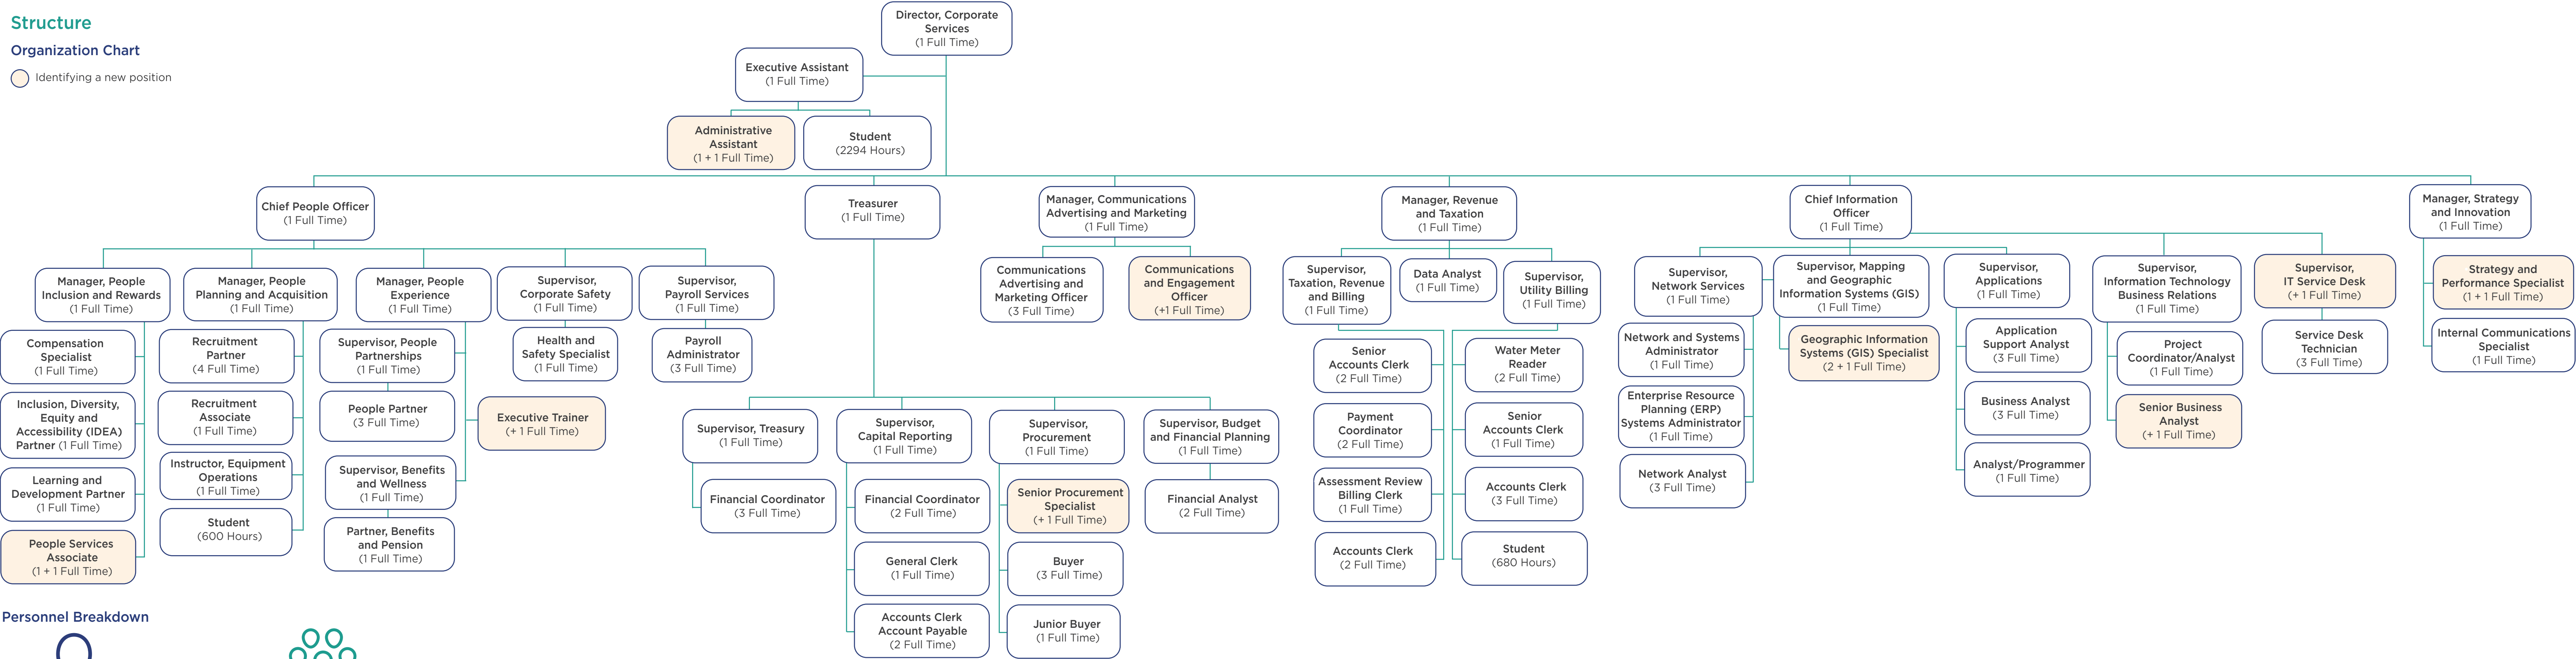 Structure
Organization Chart
Identifying a new position
Director, Corporate
Services
(1 Full Time)
Executive Assistant
(1 Full Time)
Administrative
Assistant
(1 + 1 Full Time)
Student
(2294 Hours)
Chief People Officer
(1 Full Time)
Treasurer
(1 Full Time)
Manager, Communications
Advertising and Marketing
(1 Full Time)
Manager, Revenue
and Taxation
(1 Full Time)
Chief Information
Officer
(1 Full Time)
Manager, Strategy
and Innovation
(1 Full Time)
Manager, People
Inclusion and Rewards
(1 Full Time)
Manager, People
Planning and Acquisition
(1 Full Time)
Manager, People
Experience
(1 Full Time)
Supervisor,
Corporate Safety
(1 Full Time)
Supervisor,
Payroll Services
(1 Full Time)
Compensation
Specialist
(1 Full Time)
Inclusion, Diversity,
Equity and
Accessibility (IDEA)
Partner (1 Full Time)
Learning and
Development Partner
(1 Full Time)
People Services
Associate
(1 + 1 Full Time)
Recruitment
Partner
(4 Full Time)
Recruitment
Associate
(1 Full Time)
Instructor, Equipment
Operations
(1 Full Time)
Student
(600 Hours)
Supervisor, People
Partnerships
(1 Full Time)
People Partner
(3 Full Time)
Supervisor, Benefits
and Wellness
(1 Full Time)
Partner, Benefits
and Pension
(1 Full Time)
Executive Trainer
(+ 1 Full Time)
Health and
Safety Specialist
(1 Full Time)
Payroll
Administrator
(3 Full Time)
Supervisor, Treasury
(1 Full Time)
Financial Coordinator
(3 Full Time)
Supervisor,
Capital Reporting
(1 Full Time)
Financial Coordinator
(2 Full Time)
General Clerk
(1 Full Time)
Accounts Clerk
Account Payable
(2 Full Time)
Supervisor,
Procurement
(1 Full Time)
Senior Procurement
Specialist
(+ 1 Full Time)
Buyer
(3 Full Time)
Junior Buyer
(1 Full Time)
Supervisor, Budget
and Financial Planning
(1 Full Time)
Financial Analyst
(2 Full Time)
Communications
Advertising and
Marketing Officer
(3 Full Time)
Communications
and Engagement
Officer
(+1 Full Time)
Supervisor,
Taxation, Revenue
and Billing
(1 Full Time)
Data Analyst
(1 Full Time)
Supervisor,
Utility Billing
(1 Full Time)
Senior
Accounts Clerk
(2 Full Time)
Payment
Coordinator
(2 Full Time)
Assessment Review
Billing Clerk
(1 Full Time)
Accounts Clerk
(2 Full Time)
Water Meter
Reader
(2 Full Time)
Senior
Accounts Clerk
(1 Full Time)
Accounts Clerk
(3 Full Time)
Student
(680 Hours)
Supervisor,
Network Services
(1 Full Time)
Network and Systems
Administrator
(1 Full Time)
Enterprise Resource
Planning (ERP)
Systems Administrator
(1 Full Time)
Network Analyst
(3 Full Time)
Supervisor, Mapping
and Geographic
Information Systems (GIS)
(1 Full Time)
Geographic Information
Systems (GIS) Specialist
(2 + 1 Full Time)
Supervisor,
Applications
(1 Full Time)
Application
Support Analyst
(3 Full Time)
Business Analyst
(3 Full Time)
Analyst/Programmer
(1 Full Time)
Supervisor,
Information Technology
Business Relations
(1 Full Time)
Project
Coordinator/Analyst
(1 Full Time)
Senior Business
Analyst
(+ 1 Full Time)
Supervisor,
IT Service Desk
(+ 1 Full Time)
Service Desk
Technician
(3 Full Time)
Strategy and
Performance Specialist
(1 + 1 Full Time)
Internal Communications
Specialist
(1 Full Time)
Personnel Breakdown